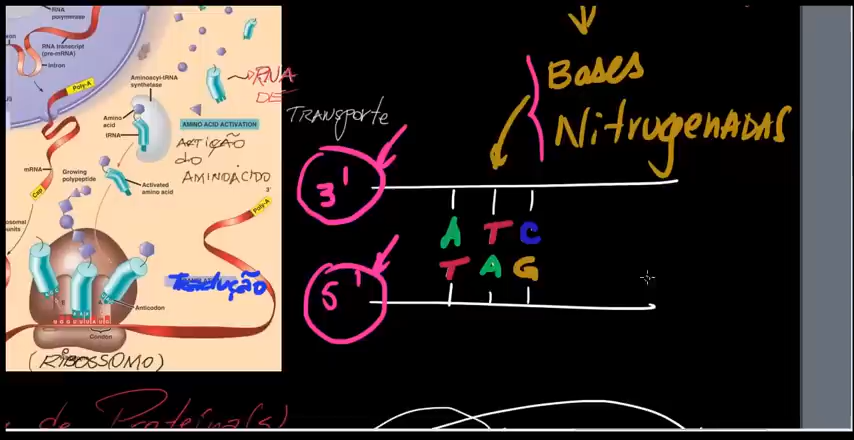 RNA
polymerase
RNA transcript
(pre-mRNA)
Intron
Poly-A
Aminoacyl-tRNA
synthetase
Amino
acid
tRNA
AMINO ACID ACTIVATION
mRNA
Growing
polypeptide
Activated
amino acid
Cap
3'
Poly-A
Anticodon
Codon
RNA
DE
TRANSPORTE
do
AMINOÁCIDO
Tradução
(RIBOSSOMO)
de Proteína(s)
Bases
NitrugenADAS
3'
A T C
T A G
5'